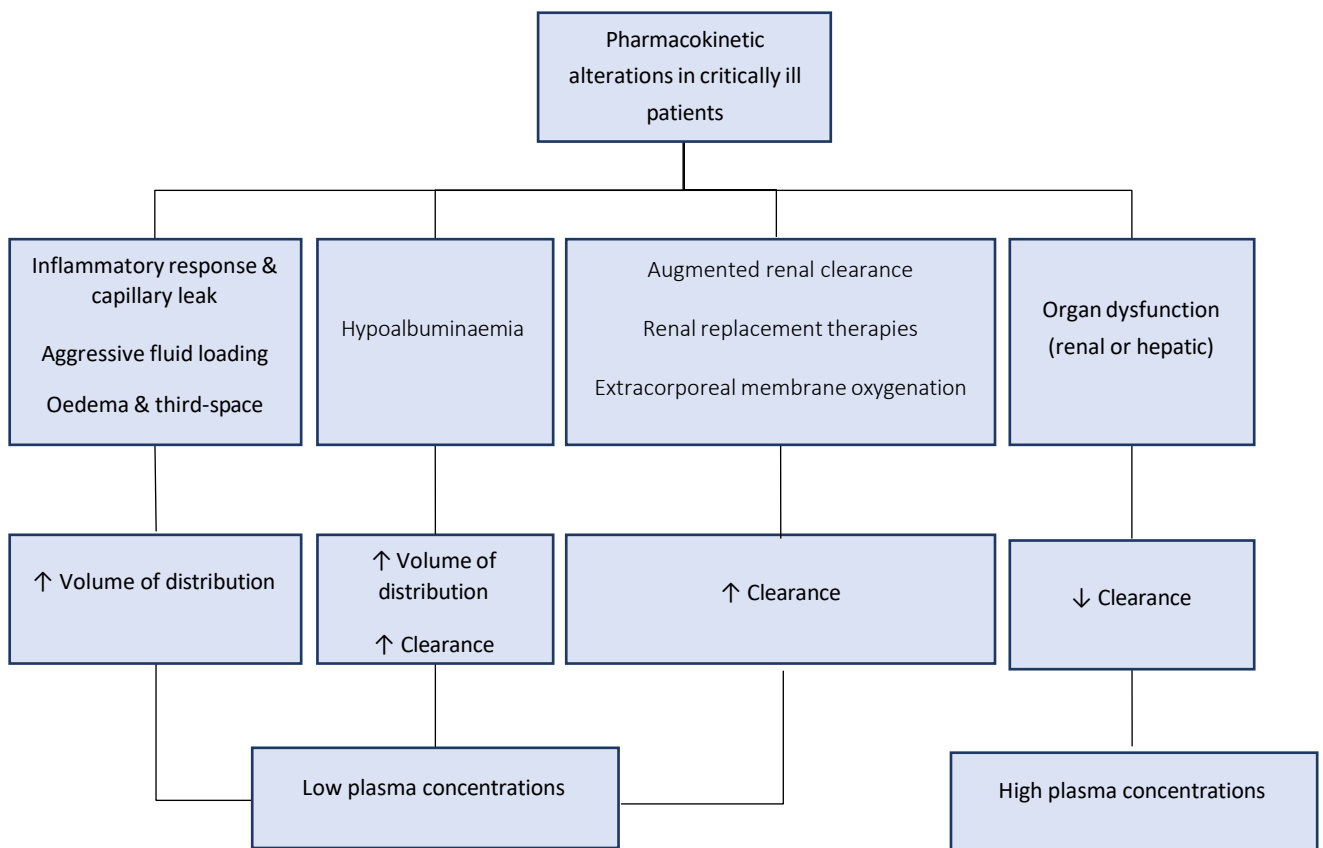 Pharmacokinetic
alterations in critically ill
patients
Inflammatory response &
capillary leak
Aggressive fluid loading
Oedema & third-space
Hypoalbuminaemia
Augmented renal clearance
Renal replacement therapies
Extracorporeal membrane oxygenation
Organ dysfunction
(renal or hepatic)
↑ Volume of distribution
↑ Volume of
distribution
↑ Clearance
↑ Clearance
↓ Clearance
Low plasma concentrations
High plasma concentrations